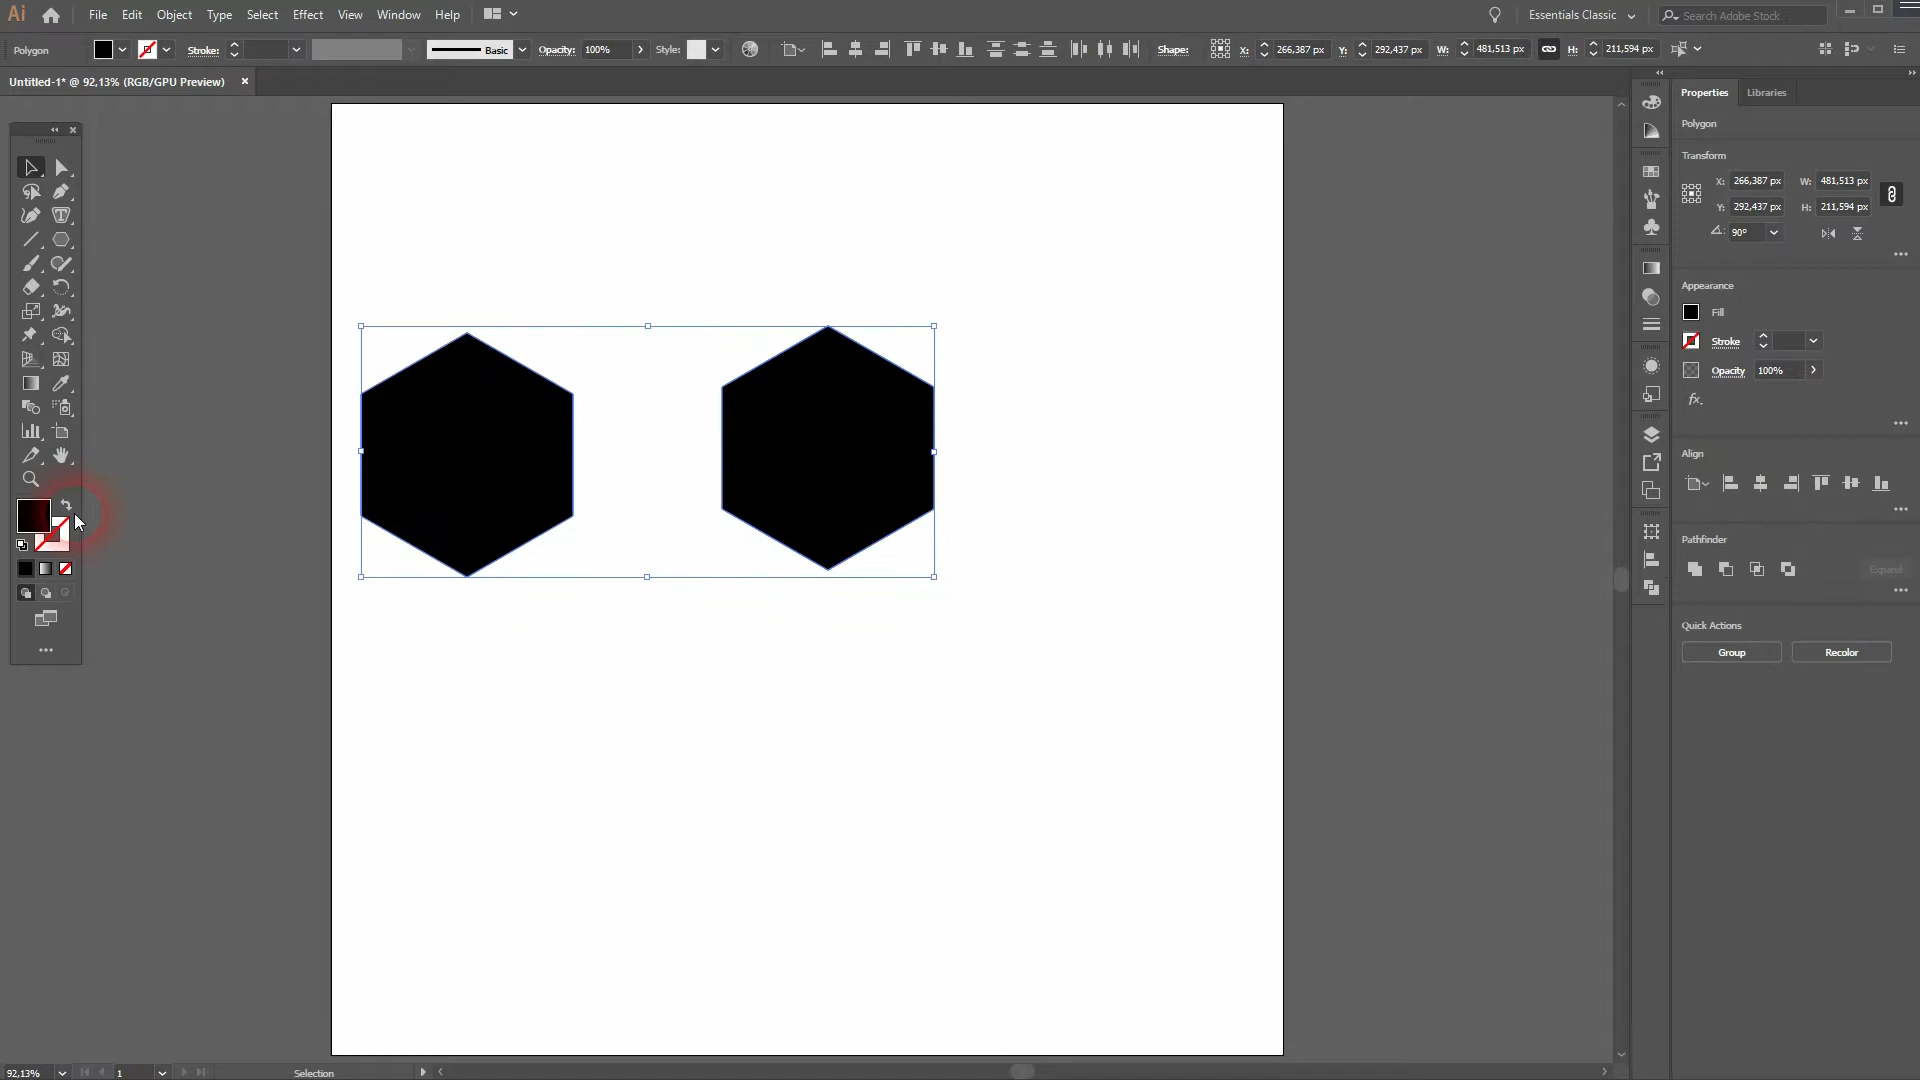 Ai File Edit Object Type Select Effect View Window Help Essentials Classic Search Adobe Stock
Polygon Stroke: Basic Opacity: 100% Style: Shape: X: 266,387 px Y: 292,437 px W: 481,513 px H: 211,594 px
Untitled-1* @ 92,13% (RGB/GPU Preview) ×
Properties Libraries
Polygon
Transform
X: 266,387 px W: 481,513 px
Y: 292,437 px H: 211,594 px
90°
Appearance
Fill
Stroke
Opacity 100%
fx.
Align
Pathfinder
Expand
Quick Actions
Group Recolor
92,13% 1 Selection